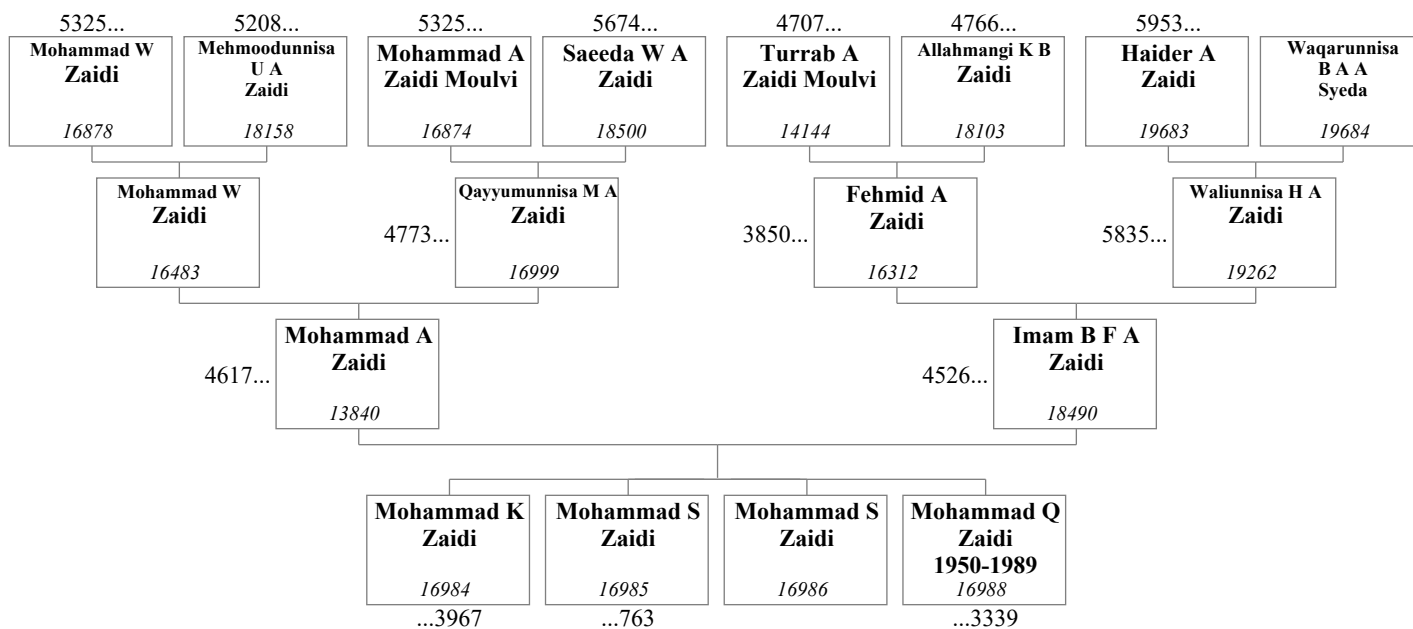 5325... 5208... 5325... 5674... 4707... 4766... 5953...
Mohammad W
Zaidi
16878
Mehmoodunnisa
U A
Zaidi
18158
Mohammad A
Zaidi Moulvi
16874
Saeeda W A
Zaidi
18500
Turrab A
Zaidi Moulvi
14144
Allahmangi K B
Zaidi
18103
Haider A
Zaidi
19683
Waqarunnisa
B A A
Syeda
19684
Mohammad W
Zaidi
16483
4773...
Qayyumunnisa M A
Zaidi
16999
3850...
Fehmid A
Zaidi
16312
5835...
Waliunnisa H A
Zaidi
19262
4617...
Mohammad A
Zaidi
13840
4526...
Imam B F A
Zaidi
18490
Mohammad K
Zaidi
16984
...3967
Mohammad S
Zaidi
16985
...763
Mohammad S
Zaidi
16986
Mohammad Q
Zaidi
1950-1989
16988
...3339